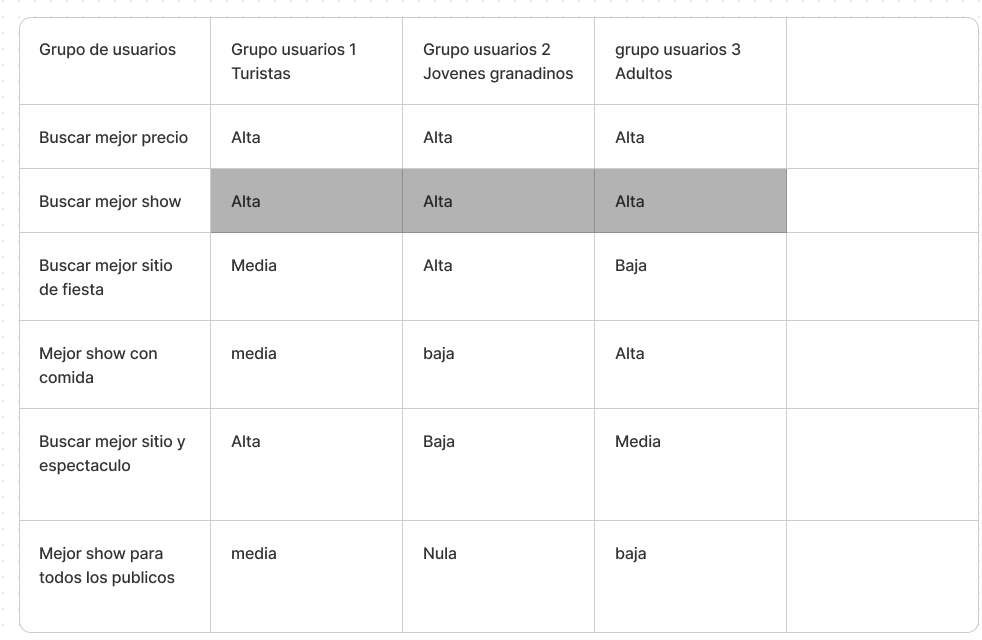 Grupo de usuarios
Grupo usuarios 1
Turistas
Grupo usuarios 2
Jovenes granadinos
grupo usuarios 3
Adultos
Buscar mejor precio
Alta
Alta
Alta
Buscar mejor show
Alta
Alta
Alta
Buscar mejor sitio
de fiesta
Media
Alta
Baja
Mejor show con
comida
media
baja
Alta
Buscar mejor sitio y
espectaculo
Alta
Baja
Media
Mejor show para
todos los publicos
media
Nula
baja